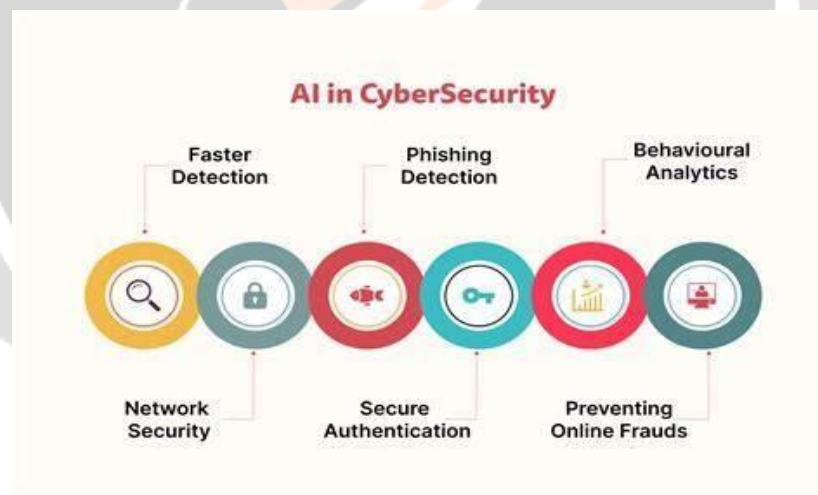 AI in CyberSecurity
Faster
Detection
Phishing
Detection
Behavioural
Analytics
Network
Security
Secure
Authentication
Preventing
Online Frauds